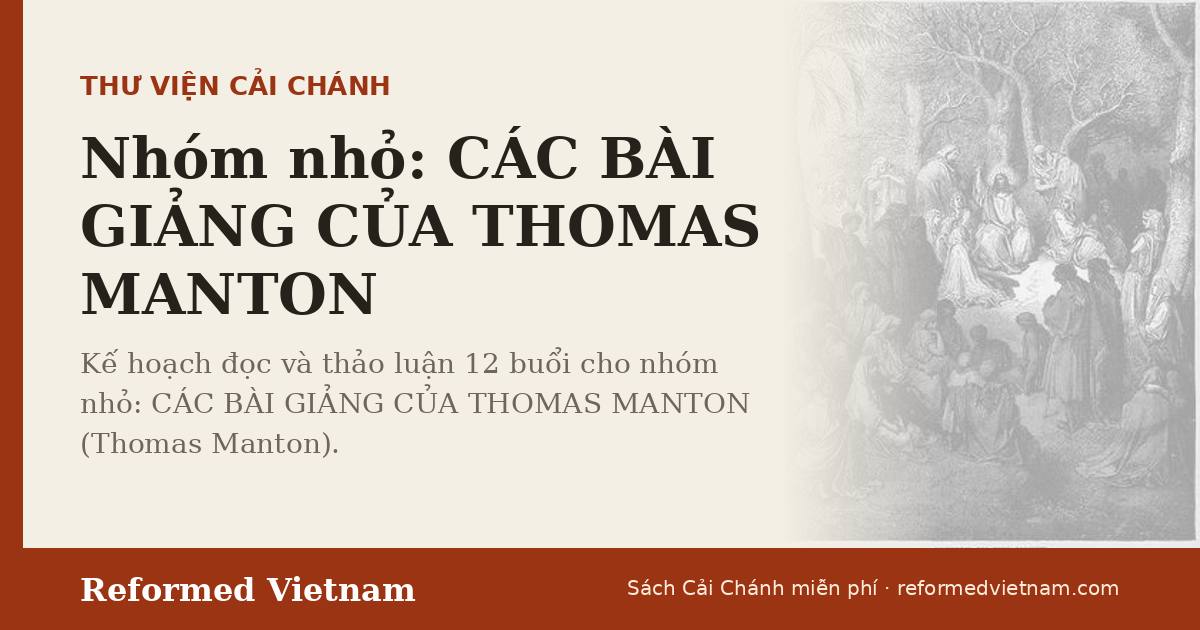 THƯ VIỆN CẢI CHÁNH
Nhóm nhỏ: CÁC BÀI
GIẢNG CỦA THOMAS
MANTON
Kế hoạch đọc và thảo luận 12 buổi cho nhóm
nhỏ: CÁC BÀI GIẢNG CỦA THOMAS MANTON
(Thomas Manton).
Reformed Vietnam
Sách Cải Chánh miễn phí · reformedvietnam.com